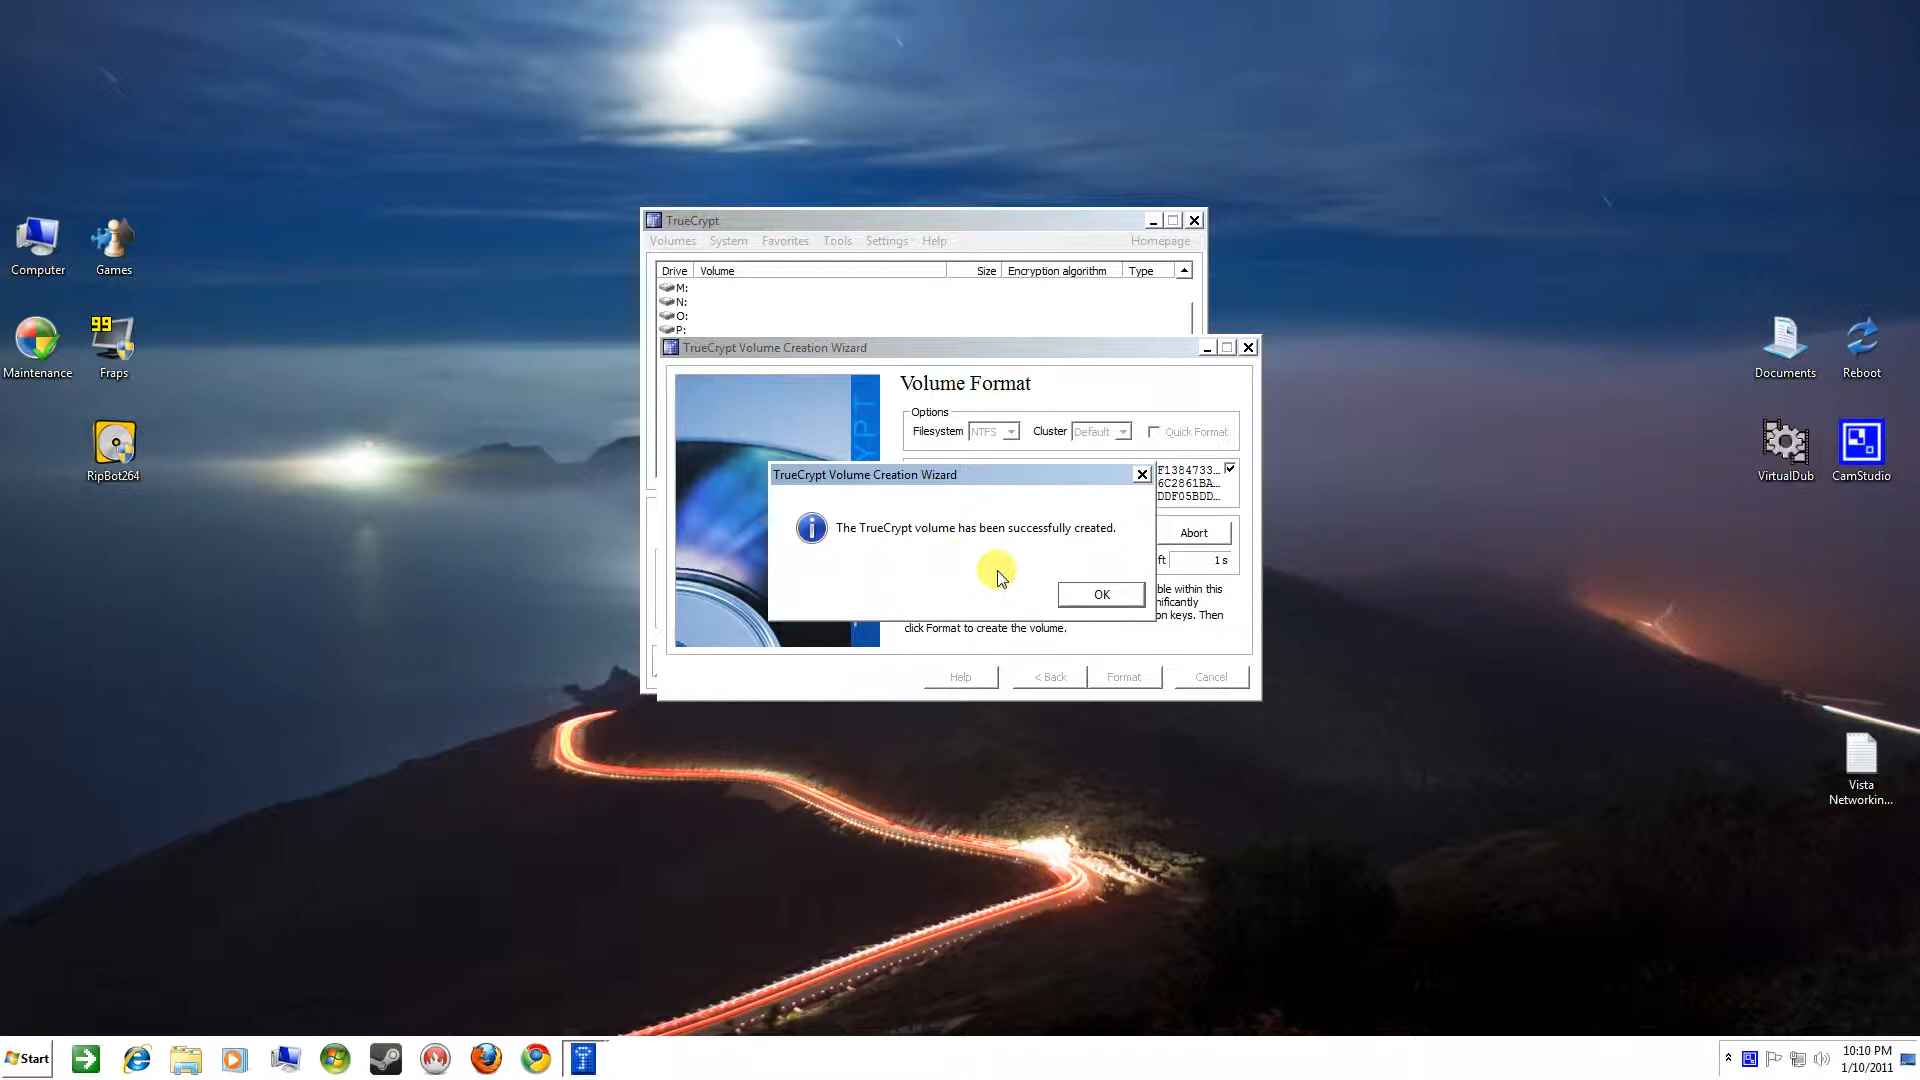 Computer
Games
Maintenance
99
Fraps
RipBot264
TrueCrypt
Volumes System Favorites Tools Settings Help Homepage
Drive Volume Size Encryption algorithm Type
M:
N:
O:
P:
TrueCrypt Volume Creation Wizard
Volume Format
Options
Filesystem NTFS Cluster Default Quick Format
F1384733...
6C2861BA...
DDF05BDD...
TrueCrypt Volume Creation Wizard
The TrueCrypt volume has been successfully created.
OK
Abort
ft 1 s
ble within this
nificantly
on keys. Then
click Format to create the volume.
Help < Back Format Cancel
Documents
Reboot
VirtualDub
CamStudio
Vista
Networkin...
Start
10:10 PM
1/10/2011